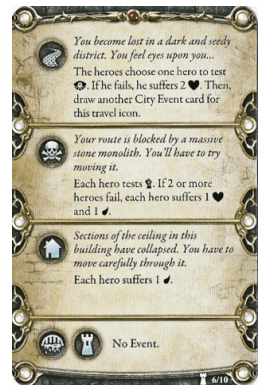 You become lost in a dark and seedy
district. You feel eyes upon you...
The heroes choose one hero to test
. If he fails, he suffers 2 . Then,
draw another City Event card for
this travel icon.
Your route is blocked by a massive
stone monolith. You'll have to try
moving it.
Each hero tests . If 2 or more
heroes fail, each hero suffers 1
and 1 .
Sections of the ceiling in this
building have collapsed. You have to
move carefully through it.
Each hero suffers 1 .
No Event.
6/10